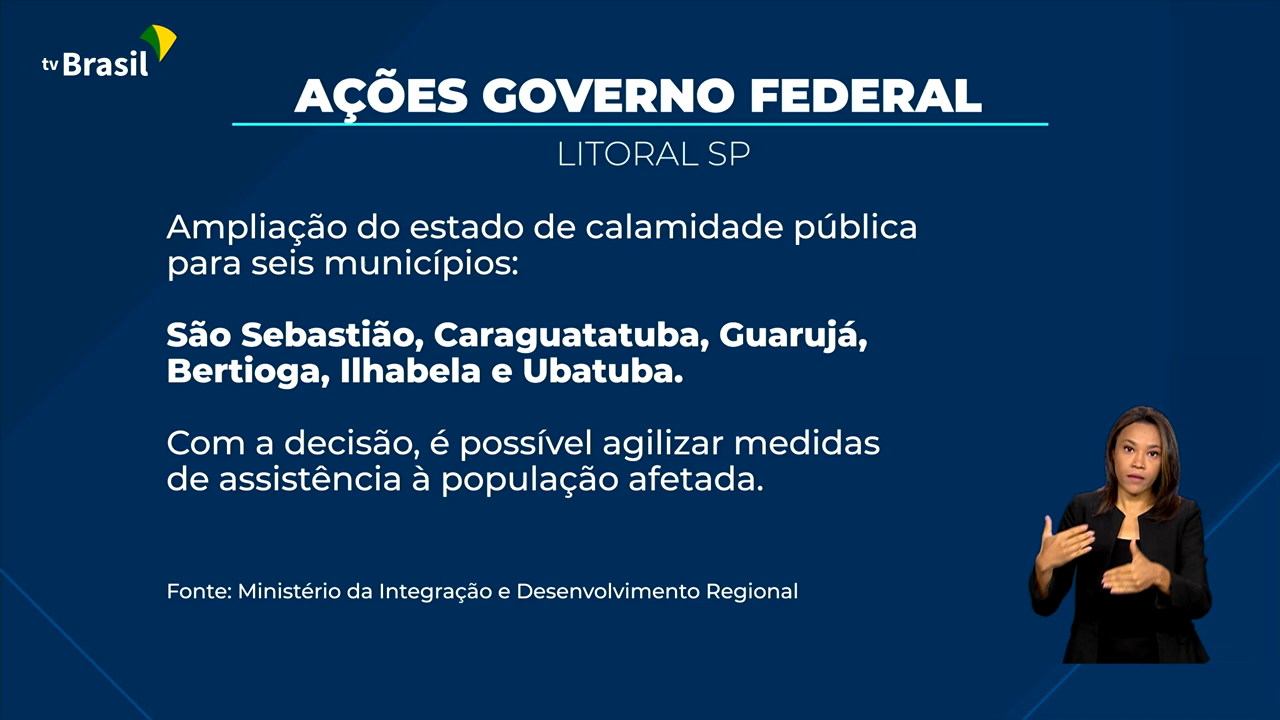 tv Brasil
AÇÕES GOVERNO FEDERAL
LITORAL SP
Ampliação do estado de calamidade pública
para seis municípios:
São Sebastião, Caraguatatuba, Guarujá,
Bertioga, Ilhabela e Ubatuba.
Com a decisão, é possível agilizar medidas
de assistência à população afetada.
Fonte: Ministério da Integração e Desenvolvimento Regional